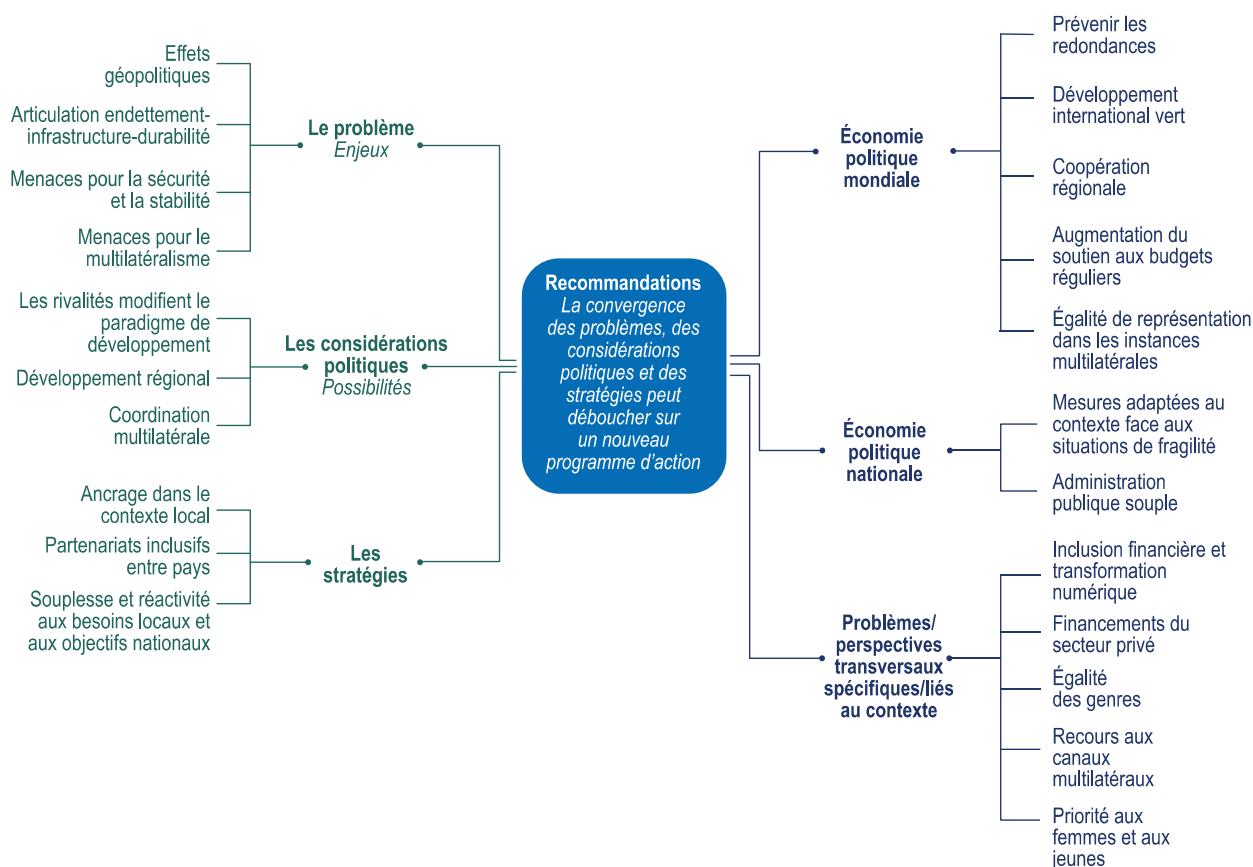 Effets
géopolitiques
Articulation endettement-
infrastructure-durabilité
Menaces pour la sécurité
et la stabilité
Menaces pour le
multilatéralisme
Le problème
Enjeux
Les rivalités modifient le
paradigme de
développement
Développement régional
Coordination
multilatérale
Les considérations
politiques
Possibilités
Ancrage dans le
contexte local
Partenariats inclusifs
entre pays
Souplesse et réactivité
aux besoins locaux et
aux objectifs nationaux
Les
stratégies
Recommandations
La convergence
des problèmes, des
considérations
politiques et des
stratégies peut
déboucher sur
un nouveau
programme d'action
Économie
politique
mondiale
Prévenir les
redondances
Développement
international vert
Coopération
régionale
Augmentation du
soutien aux budgets
réguliers
Égalité de représentation
dans les instances
multilatérales
Économie
politique
nationale
Mesures adaptées au
contexte face aux
situations de fragilité
Administration
publique souple
Problèmes/
perspectives
transversaux
spécifiques/liés
au contexte
Inclusion financière et
transformation
numérique
Financements du
secteur privé
Égalité
des genres
Recours aux
canaux
multilatéraux
Priorité aux
femmes et aux
jeunes